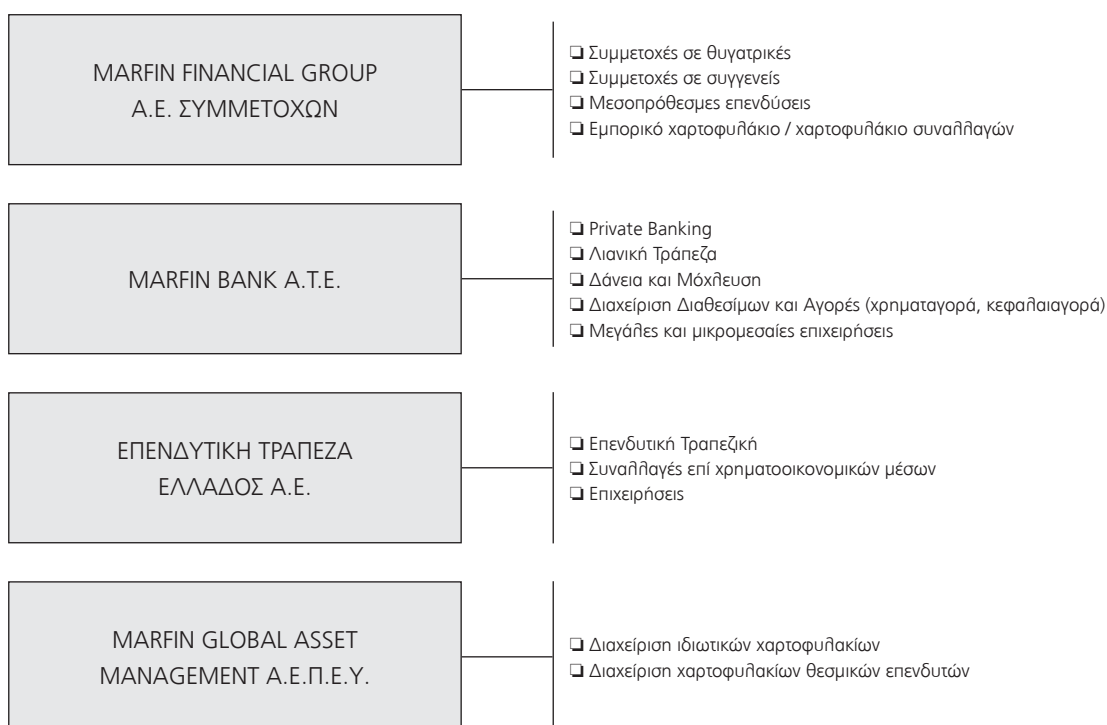 MARFIN FINANCIAL GROUP
Α.Ε. ΣΥΜΜΕΤΟΧΩΝ
❏ Συμμετοχές σε θυγατρικές
❏ Συμμετοχές σε συγγενείς
❏ Μεσοπρόθεσμες επενδύσεις
❏ Εμπορικό χαρτοφυλάκιο / χαρτοφυλάκιο συναλλαγών
MARFIN BANK Α.Τ.Ε.
❏ Private Banking
❏ Λιανική Τράπεζα
❏ Δάνεια και Μόχλευση
❏ Διαχείριση Διαθεσίμων και Αγορές (χρηματαγορά, κεφαλαιαγορά)
❏ Μεγάλες και μικρομεσαίες επιχειρήσεις
ΕΠΕΝΔΥΤΙΚΗ ΤΡΑΠΕΖΑ
ΕΛΛΑΔΟΣ Α.Ε.
❏ Επενδυτική Τραπεζική
❏ Συναλλαγές επί χρηματοοικονομικών μέσων
❏ Επιχειρήσεις
MARFIN GLOBAL ASSET
MANAGEMENT Α.Ε.Π.Ε.Υ.
❏ Διαχείριση ιδιωτικών χαρτοφυλακίων
❏ Διαχείριση χαρτοφυλακίων θεσμικών επενδυτών